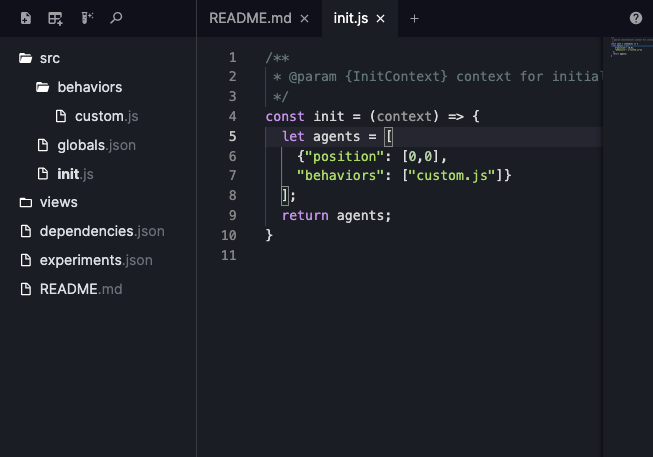 src
behaviors
custom.js
globals.json
init.js
views
dependencies.json
experiments.json
README.md
README.md × init.js × +
1 /**
2 * @param {InitContext} context for initial
3 */
4 const init = (context) => {
5 let agents = [
6 {"position": [0,0],
7 "behaviors": ["custom.js"]}
8 ];
9 return agents;
10 }
11